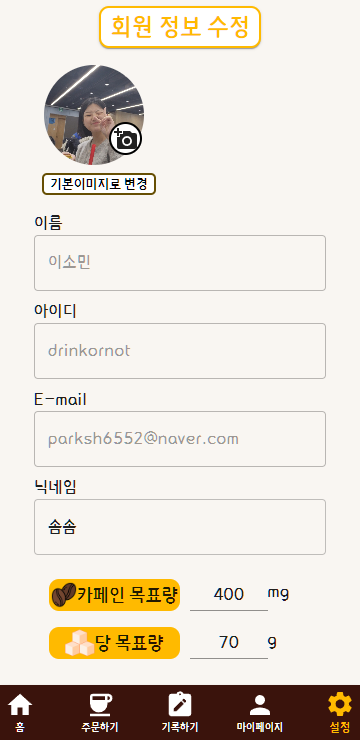 회원 정보 수정
기본이미지로 변경
이름
이소민
아이디
drinkornot
E-mail
parksh6552@naver.com
닉네임
솜솜
카페인 목표량 400 mg
당 목표량 70 g
홈 주문하기 기록하기 마이페이지 설정